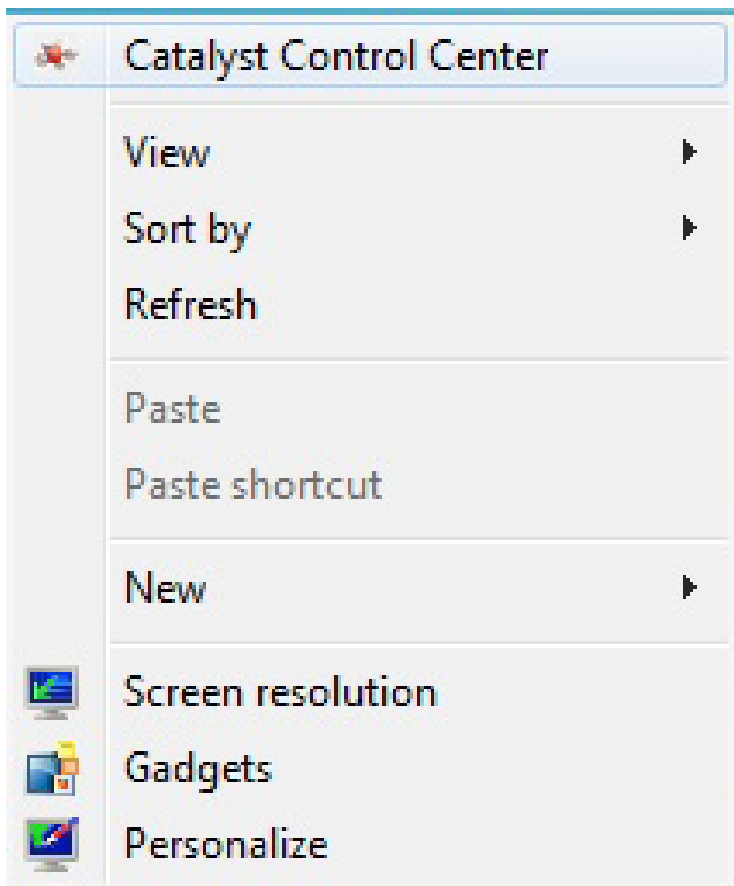 Catalyst Control Center
View
Sort by
Refresh
Paste
Paste shortcut
New
Screen resolution
Gadgets
Personalize